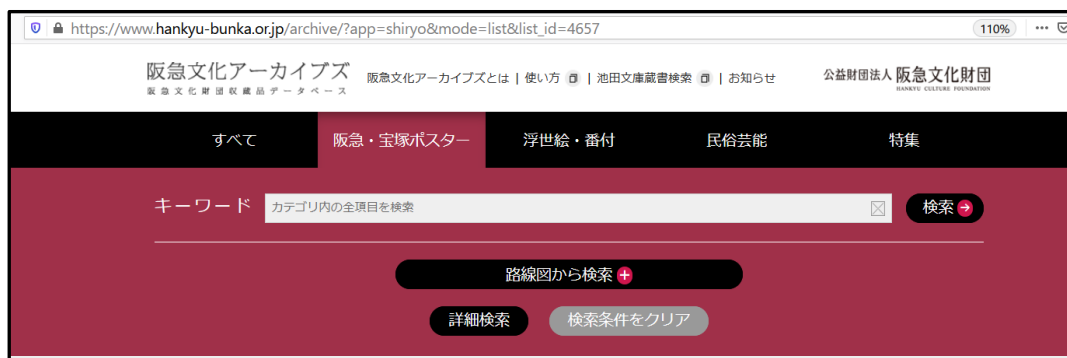 https://www.hankyu-bunka.or.jp/archive/?app=shiryo&mode=list&list_id=4657 110% ...
阪急文化アーカイブズ 阪急文化アーカイブズとは | 使い方 | 池田文庫蔵書検索 | お知らせ 公益財団法人 阪急文化財団
阪急文化財団収蔵品データベース HANKYU CULTURE FOUNDATION
すべて 阪急・宝塚ポスター 浮世絵・番付 民俗芸能 特集
キーワード カテゴリ内の全項目を検索 検索
路線図から検索
詳細検索 検索条件をクリア